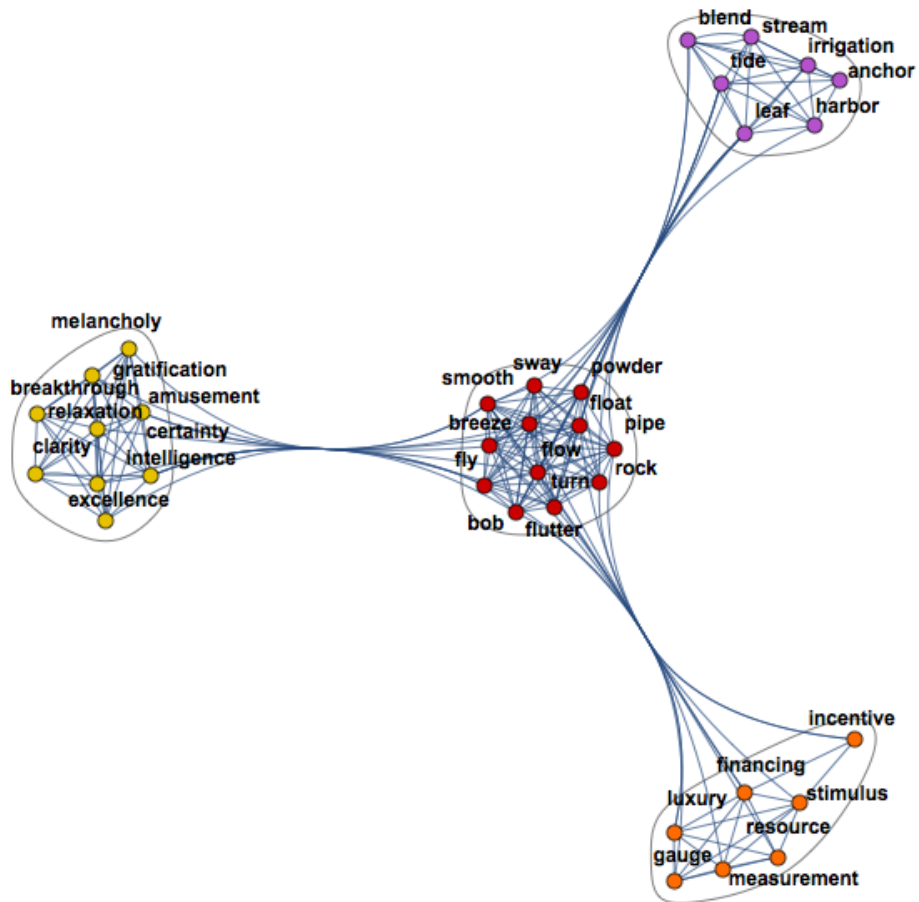 blend
stream
irrigation
tide
anchor
leaf
harbor
melancholy
gratification
breakthrough
amusement
relaxation
certainty
clarity
intelligence
excellence
sway
powder
smooth
float
breeze
pipe
flow
fly
rock
turn
bob
flutter
incentive
financing
stimulus
luxury
resource
gauge
measurement